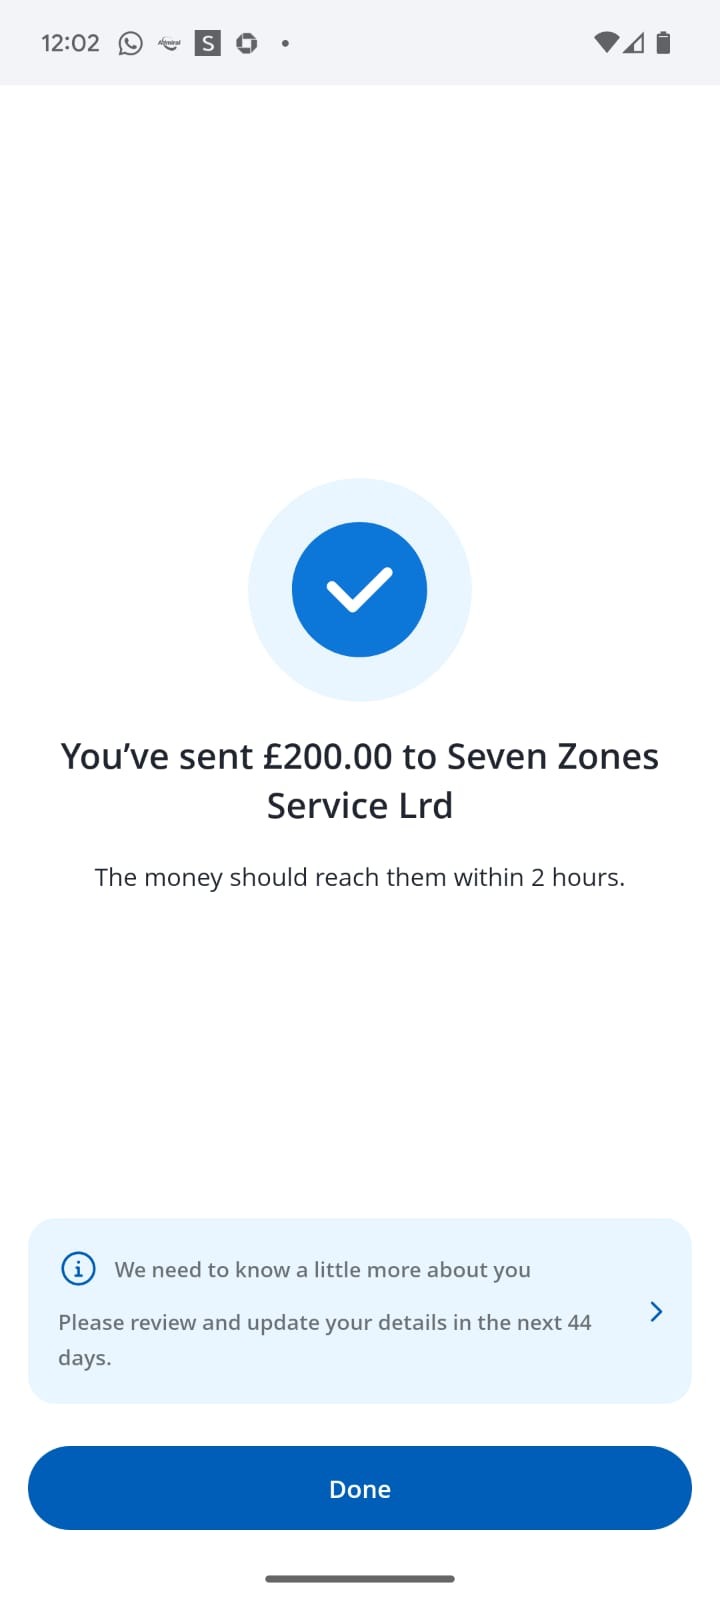 12:02
Admiral
S
You’ve sent £200.00 to Seven Zones
Service Lrd
The money should reach them within 2 hours.
We need to know a little more about you
Please review and update your details in the next 44
days.
Done